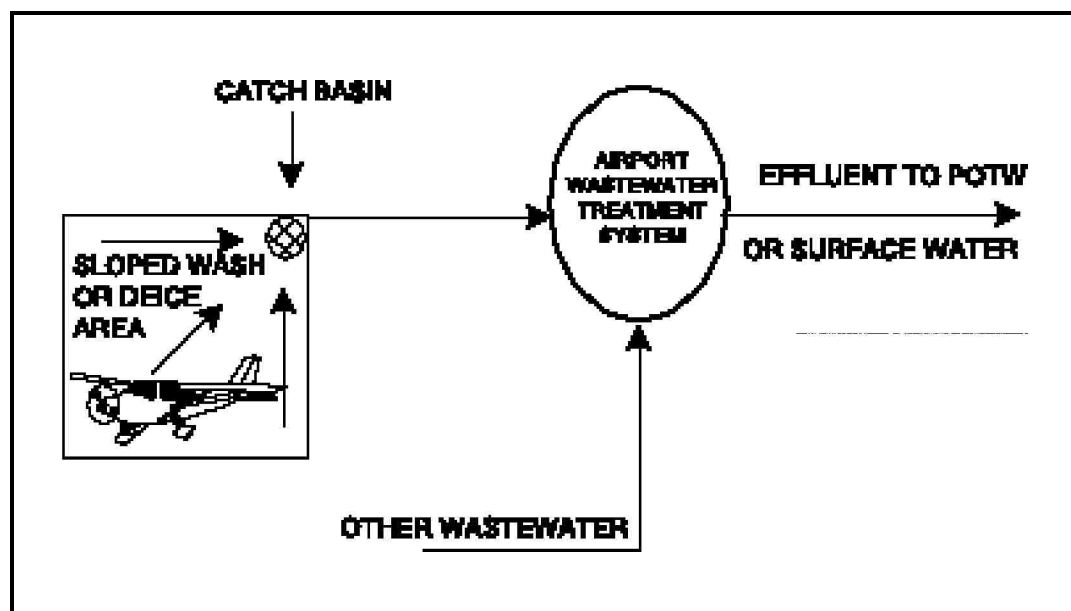 CATCH BASIN
AIRPORT
WASTEWATER
TREATMENT
SYSTEM
EFFLUENT TO POTW
OR SURFACE WATER
SLOPED WASH
OR DEICE
AREA
OTHER WASTEWATER